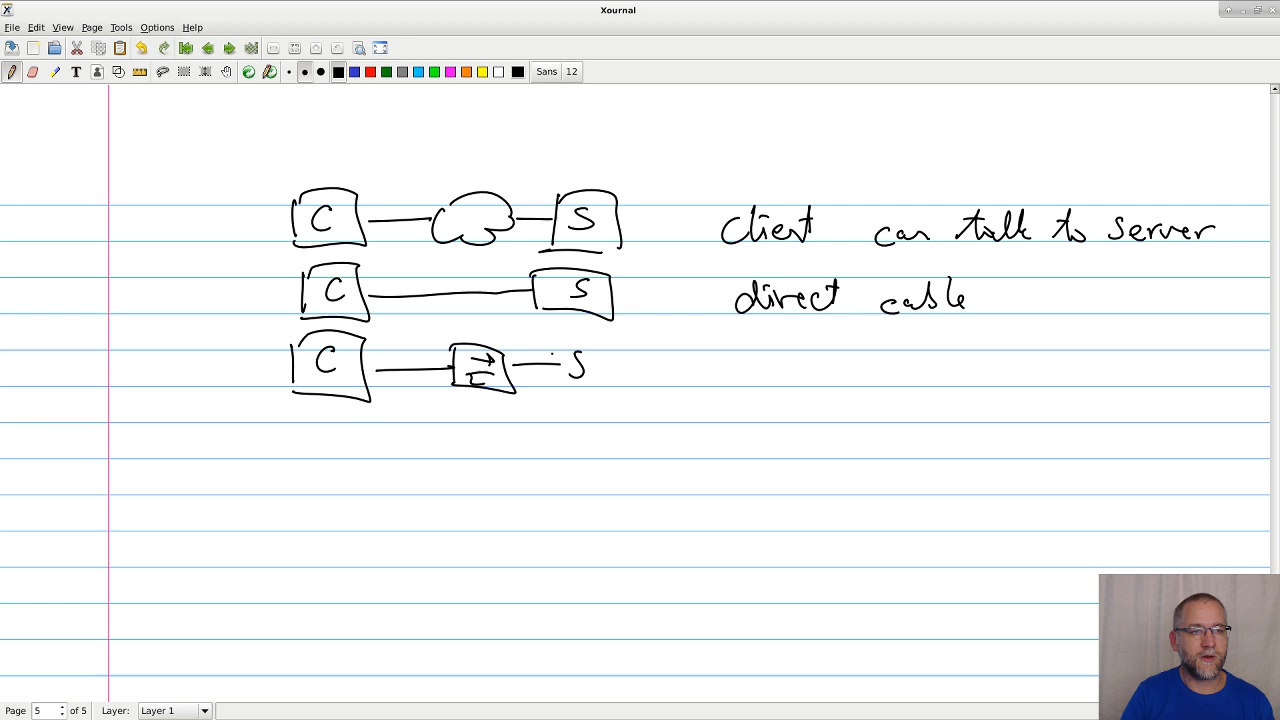 Xournal
File Edit View Page Tools Options Help
Sans 12
C S client can talk to server
C S direct cable
C S
Page 5 of 5 Layer: Layer 1